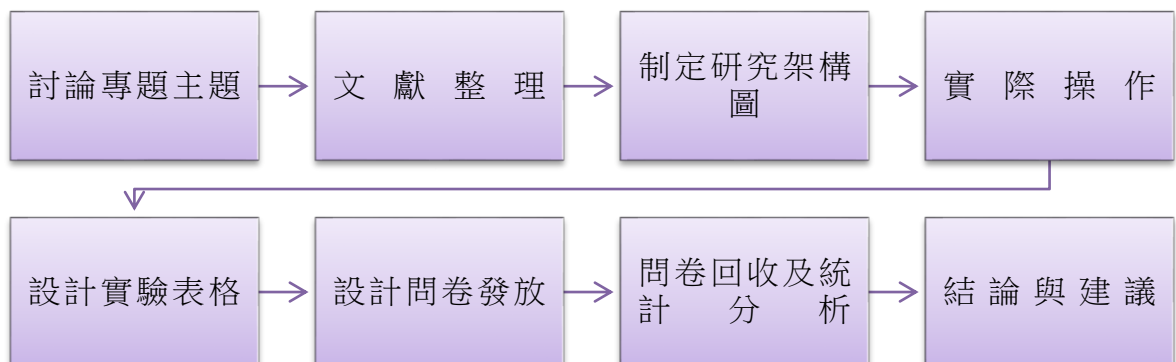 討論專題主題
文獻整理
制定研究架構
圖
實際操作
設計實驗表格
設計問卷發放
問卷回收及統
計分析
結論與建議